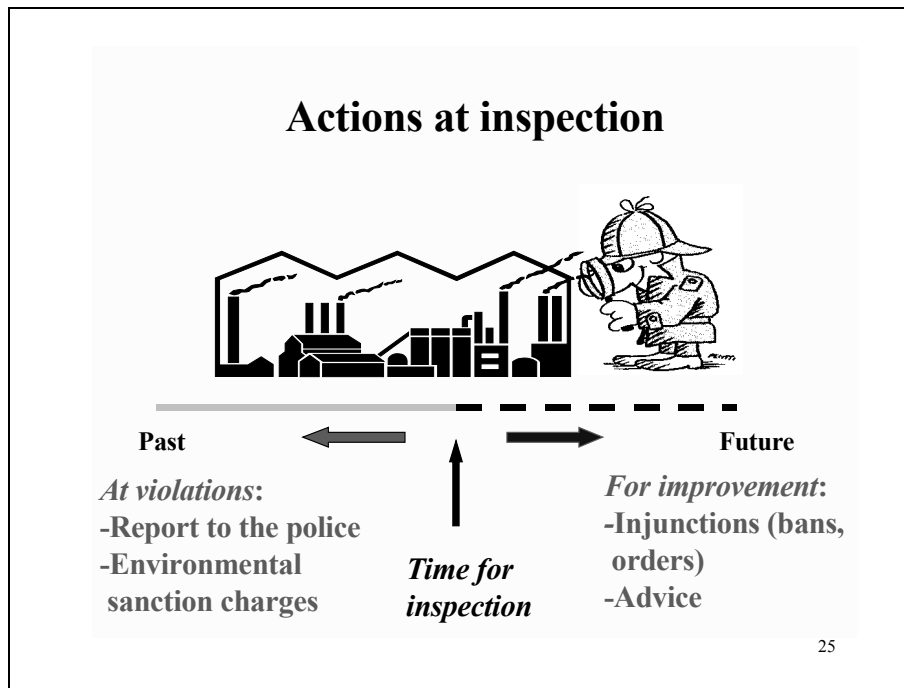 Actions at inspection
Past
Future
At violations:
-Report to the police
-Environmental
sanction charges
Time for
inspection
For improvement:
-Injunctions (bans,
orders)
-Advice
25